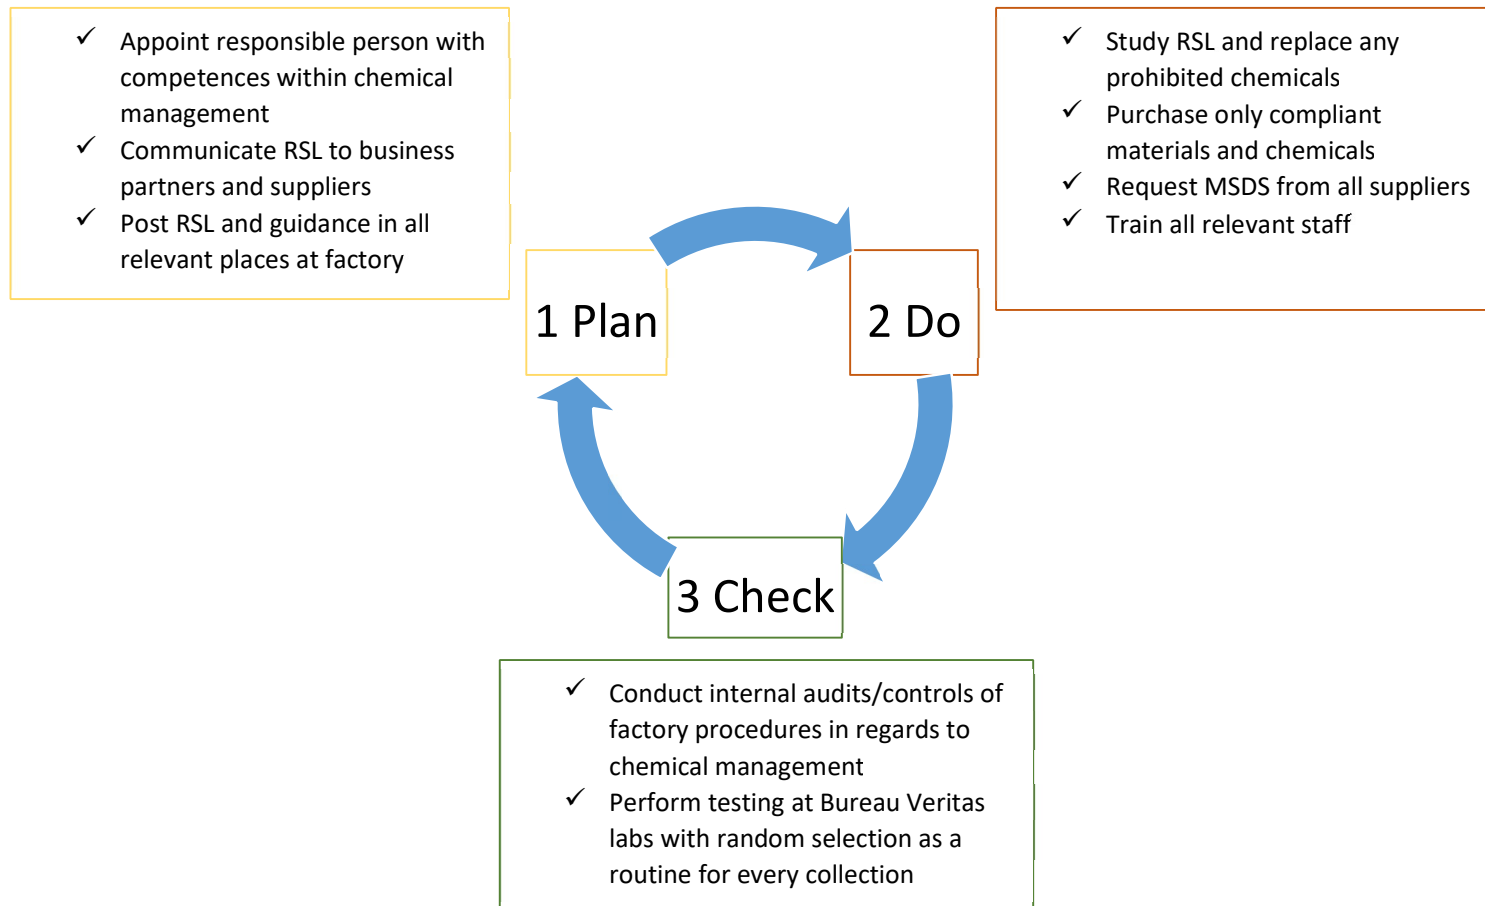 ✓ Appoint responsible person with
competences within chemical
management
✓ Communicate RSL to business
partners and suppliers
✓ Post RSL and guidance in all
relevant places at factory
✓ Study RSL and replace any
prohibited chemicals
✓ Purchase only compliant
materials and chemicals
✓ Request MSDS from all suppliers
✓ Train all relevant staff
1 Plan
2 Do
3 Check
✓ Conduct internal audits/controls of
factory procedures in regards to
chemical management
✓ Perform testing at Bureau Veritas
labs with random selection as a
routine for every collection